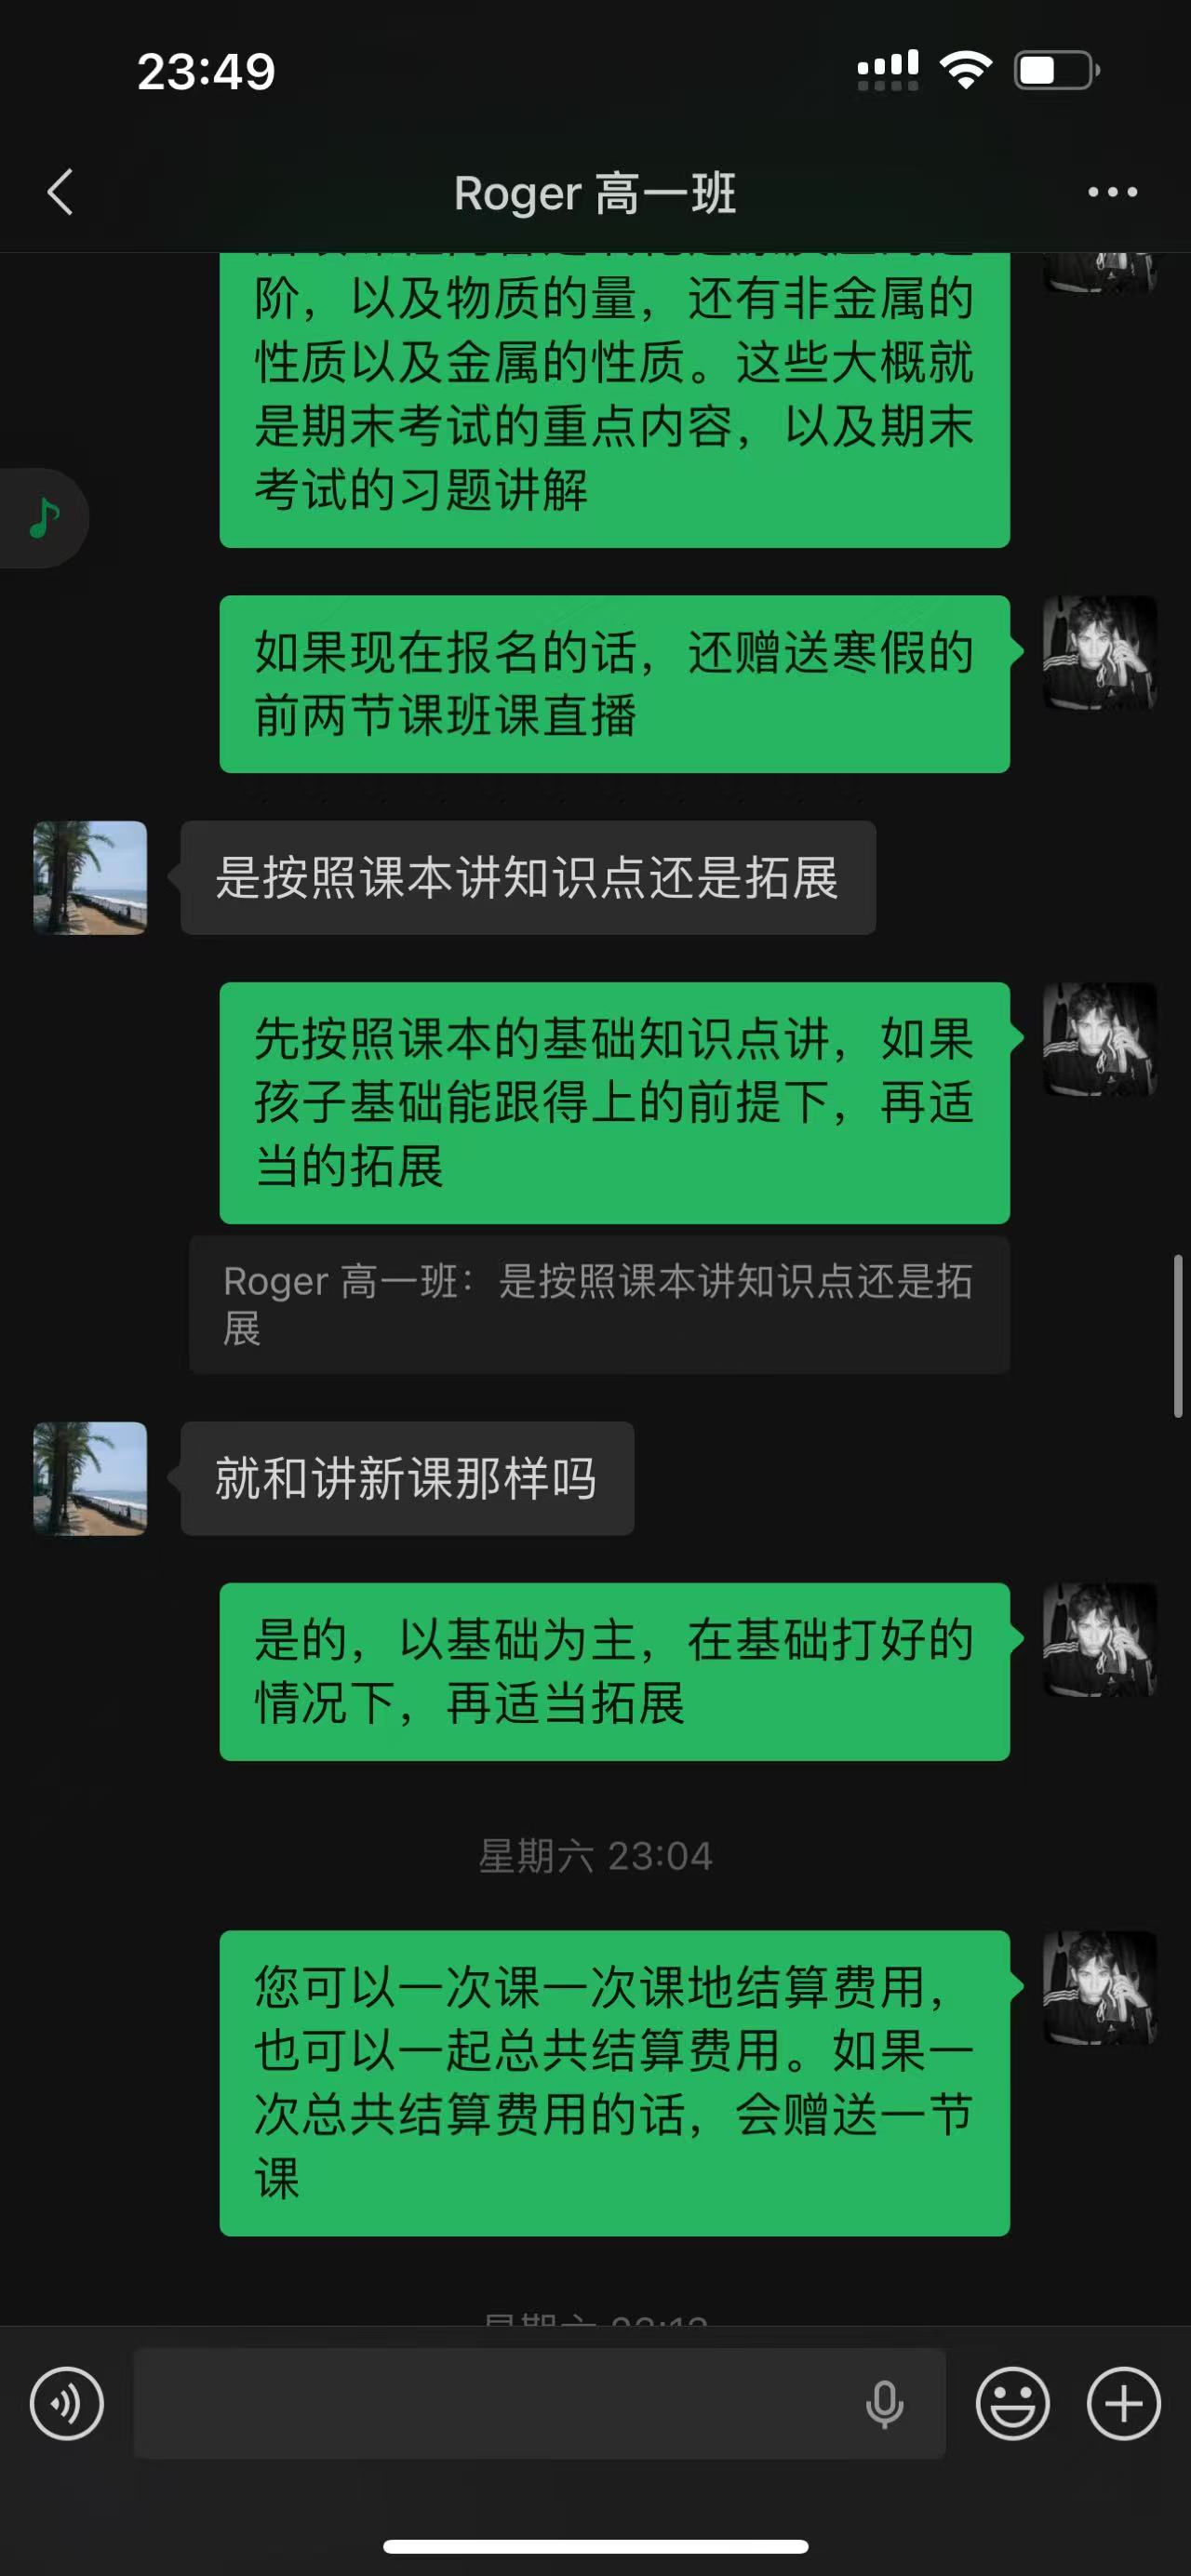 23:49
Roger 高一班
阶，以及物质的量，还有非金属的
性质以及金属的性质。这些大概就
是期末考试的重点内容，以及期末
考试的习题讲解
如果现在报名的话，还赠送寒假的
前两节课班课直播
是按照课本讲知识点还是拓展
先按照课本的基础知识点讲，如果
孩子基础能跟得上的前提下，再适
当的拓展
Roger 高一班：是按照课本讲知识点还是拓
展
就和讲新课那样吗
是的，以基础为主，在基础打好的
情况下，再适当拓展
星期六 23:04
您可以一次课一次课地结算费用，
也可以一起总共结算费用。如果一
次总共结算费用的话，会赠送一节
课